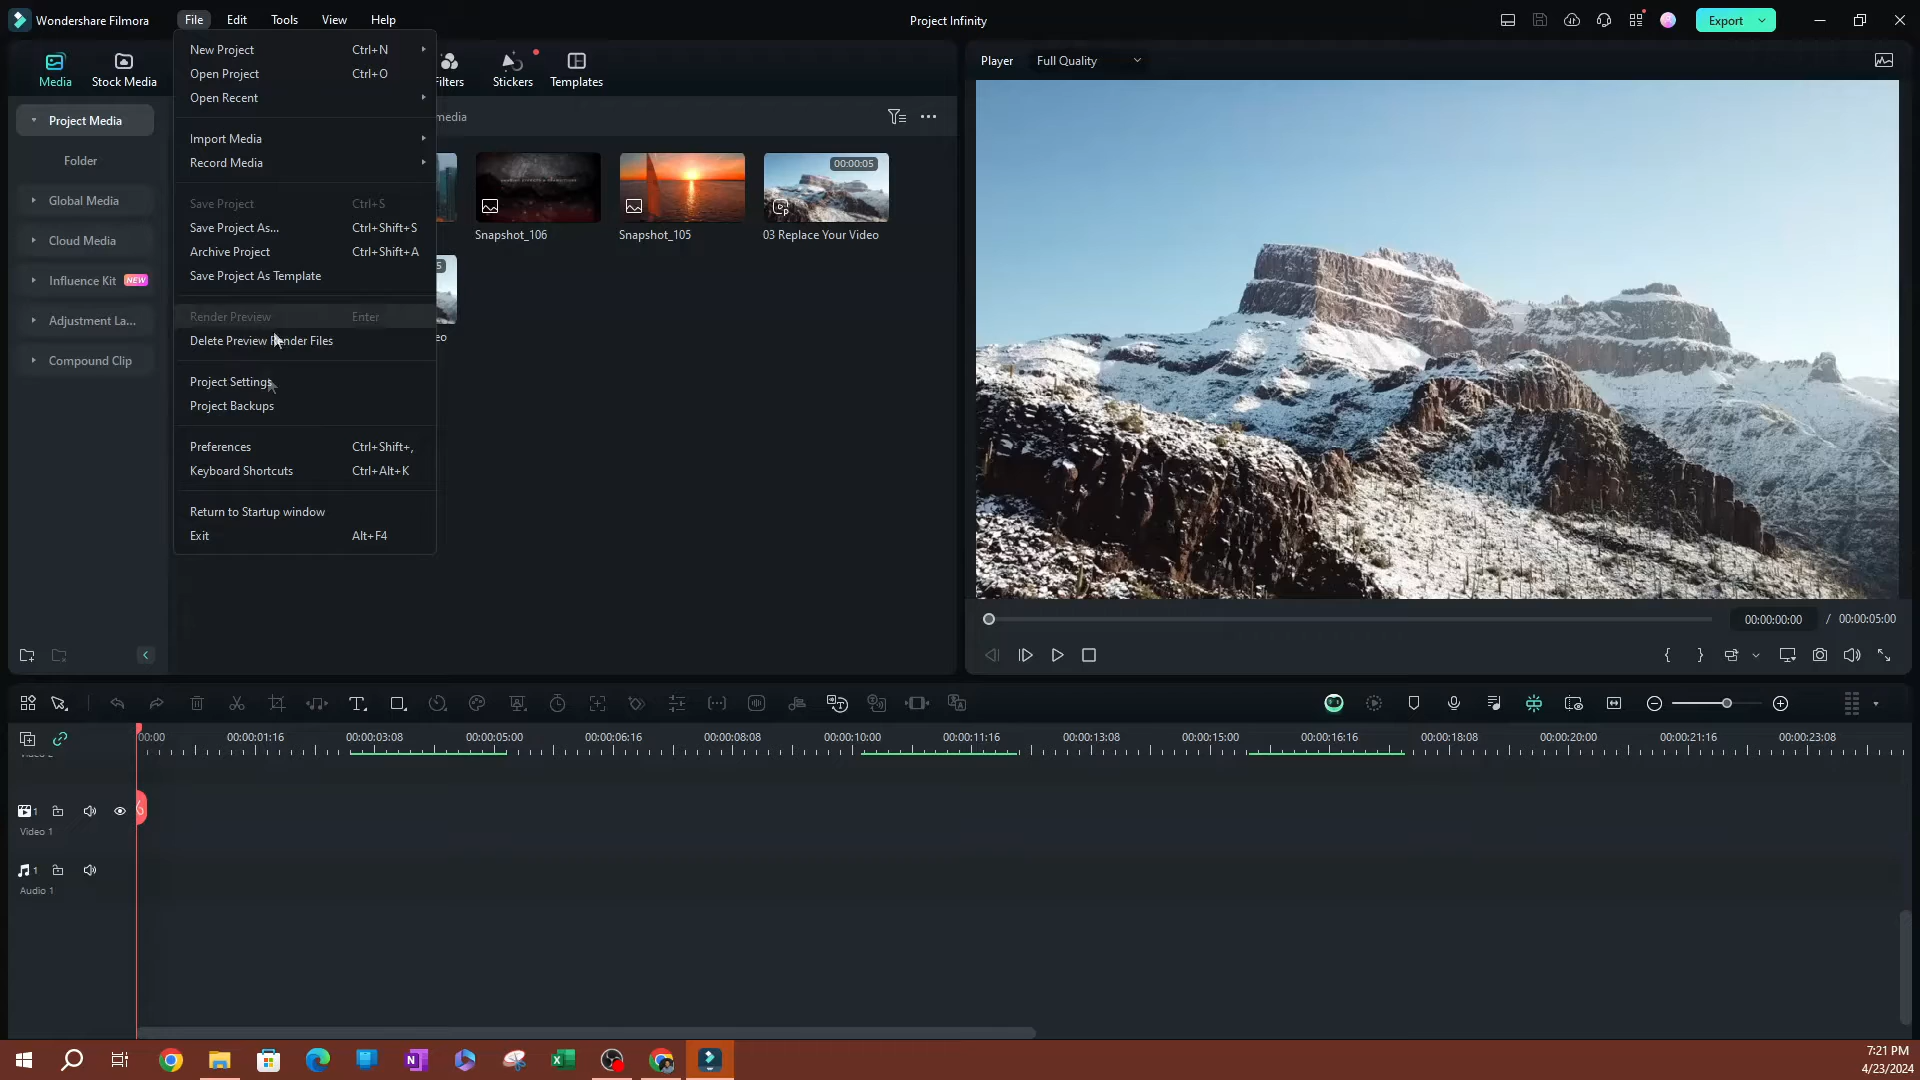 Wondershare Filmora
File Edit Tools View Help
Project Infinity
Export
Media
Stock Media
ilters
Stickers
Templates
New Project Ctrl+N
Open Project Ctrl+O
Open Recent
Import Media
Record Media
Save Project Ctrl+S
Save Project As... Ctrl+Shift+S
Archive Project Ctrl+Shift+A
Save Project As Template
Render Preview Enter
Delete Preview Render Files
Project Settings
Project Backups
Preferences Ctrl+Shift+,
Keyboard Shortcuts Ctrl+Alt+K
Return to Startup window
Exit Alt+F4
Project Media
Folder
Global Media
Cloud Media
Influence Kit NEW
Adjustment La...
Compound Clip
media
00:00:05
Snapshot_106
Snapshot_105
03 Replace Your Video
5
eo
Player Full Quality
00:00:00:00 / 00:00:05:00
00:00 00:00:01:16 00:00:03:08 00:00:05:00 00:00:06:16 00:00:08:08 00:00:10:00 00:00:11:16 00:00:13:08 00:00:15:00 00:00:16:16 00:00:18:08 00:00:20:00 00:00:21:16 00:00:23:08
1
Video 1
1
Audio 1
7:21 PM
4/23/2024